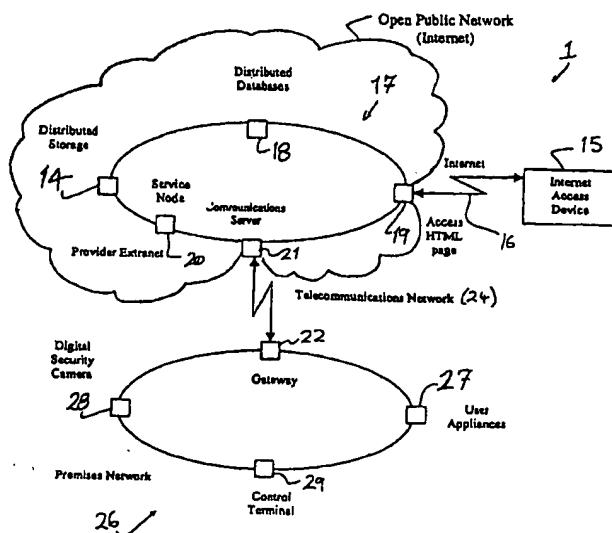 Open Public Network
(Internet)
1
Distributed
Databases
17
Distributed
Storage
18
15
Internet
Internet
Access
Device
14
Service
Node
Communications
Server
19
Access
HTML
page
16
Provider Extranet
20
21
Telecommunications Network (24)
22
Digital
Security
Camera
Gateway
27
28
User
Appliances
Premises Network
29
Control
Terminal
26